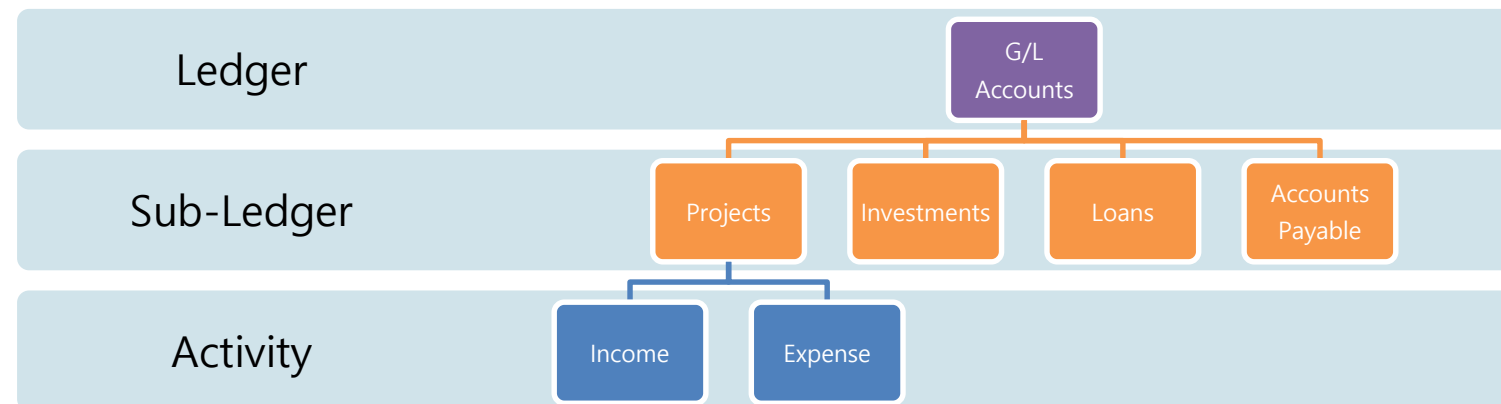 Ledger
G/L
Accounts
Sub-Ledger
Projects
Investments
Loans
Accounts
Payable
Activity
Income
Expense